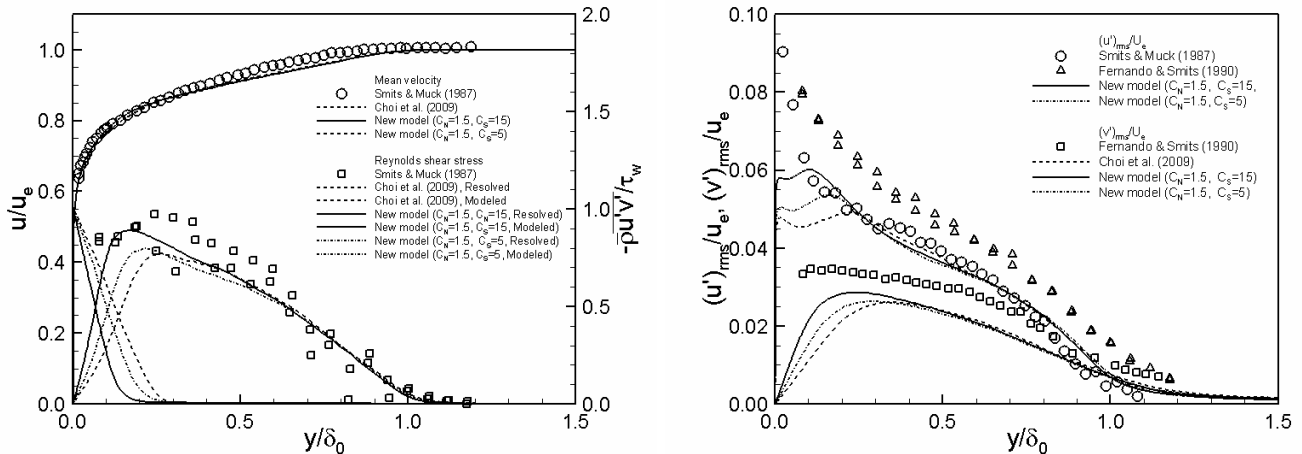 1.0
0.8
0.6
0.4
0.2
0.0
u/u_e
2.0
1.5
1.0
0.5
0.0
-ρu'v'/τ_w
Mean velocity
Smits & Muck (1987)
Choi et al. (2009)
New model (C_N=1.5, C_S=15)
New model (C_N=1.5, C_S=5)
Reynolds shear stress
Smits & Muck (1987)
Choi et al. (2009), Resolved
Choi et al. (2009), Modeled
New model (C_N=1.5, C_N=15, Resolved)
New model (C_N=1.5, C_S=15, Modeled)
New model (C_N=1.5, C_S=5, Resolved)
New model (C_N=1.5, C_S=5, Modeled)
0.0 0.5 1.0 1.5
y/δ_0
0.10
0.08
0.06
0.04
0.02
0.00
(u')_rms/u_e, (v')_rms/u_e
(u')_rms/U_e
Smits & Muck (1987)
Fernando & Smits (1990)
New model (C_N=1.5, C_S=15,
New model (C_N=1.5, C_S=5)
(v')_rms/U_e
Fernando & Smits (1990)
Choi et al. (2009)
New model (C_N=1.5, C_S=15)
New model (C_N=1.5, C_S=5)
0.0 0.5 1.0 1.5
y/δ_0